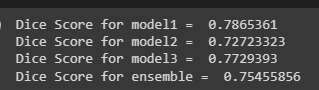 Dice Score for model1 =  0.7865361
Dice Score for model2 =  0.72723323
Dice Score for model3 =  0.7729393
Dice Score for ensemble =  0.75455856